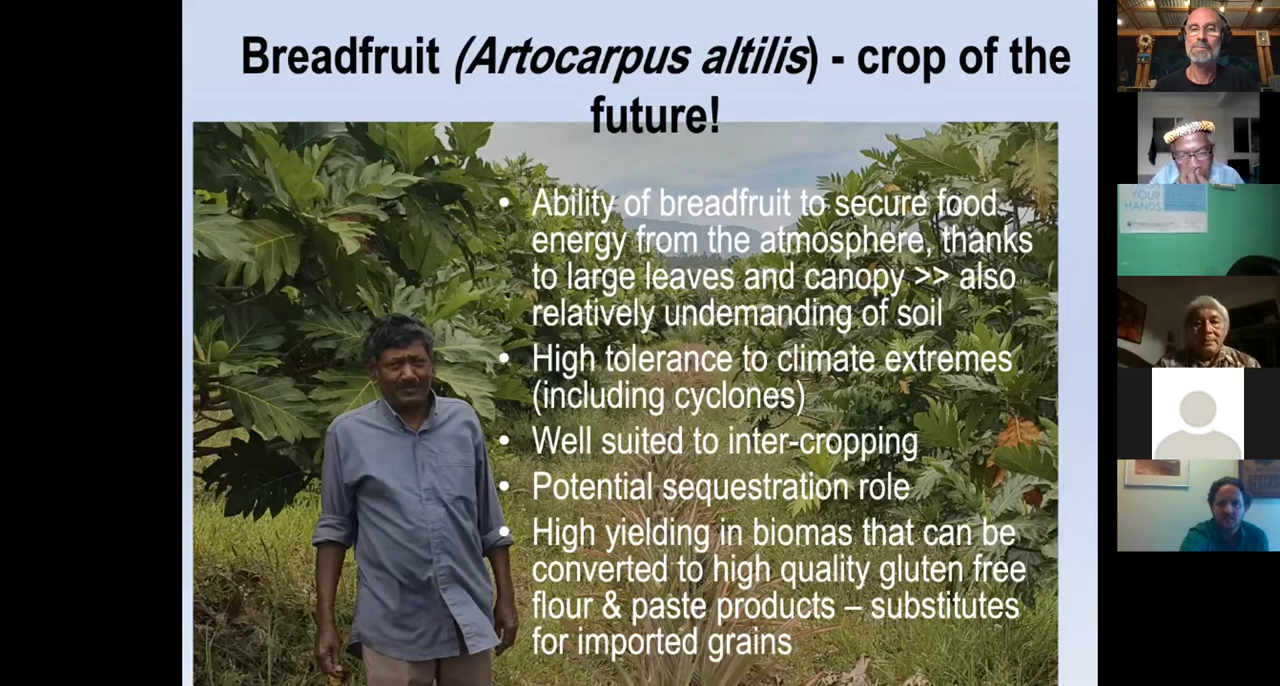 Breadfruit (Artocarpus altilis) - crop of the
future!
• Ability of breadfruit to secure food
energy from the atmosphere, thanks
to large leaves and canopy >> also
relatively undemanding of soil
• High tolerance to climate extremes
(including cyclones)
• Well suited to inter-cropping
• Potential sequestration role
• High yielding in biomas that can be
converted to high quality gluten free
flour & paste products – substitutes
for imported grains
YOUR
HANDS